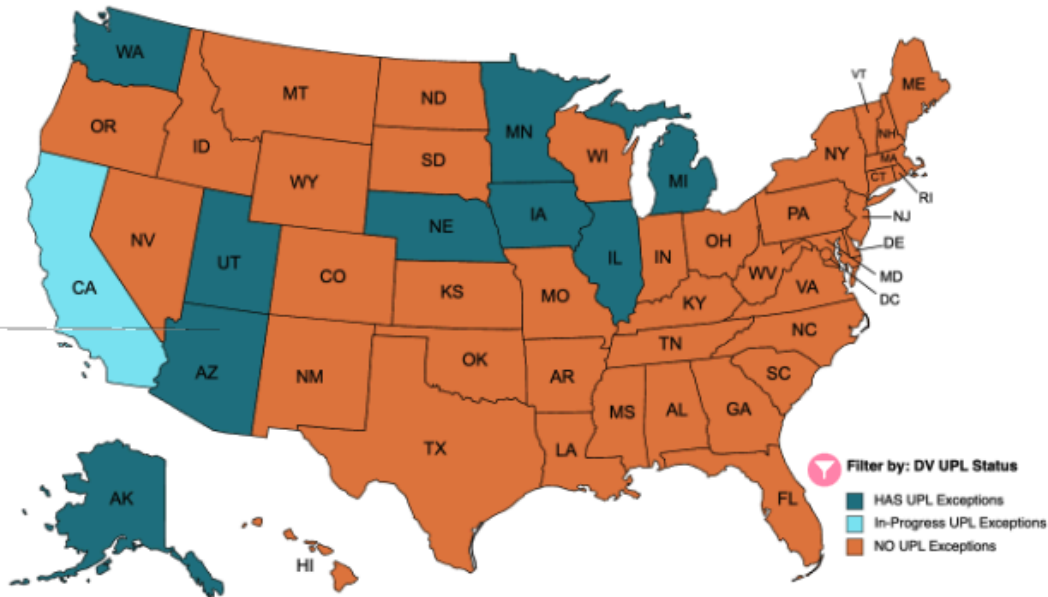 WA
MT
ND
MN
VT
ME
OR
ID
SD
WI
NH
NY
MA
WY
MI
CT
RI
NE
IA
PA
NJ
NV
UT
OH
DE
CA
CO
IL
IN
WV
MD
KS
MO
KY
VA
DC
AZ
NM
OK
TN
NC
AR
SC
MS
AL
GA
TX
LA
Filter by: DV UPL Status
AK
FL
HAS UPL Exceptions
In-Progress UPL Exceptions
NO UPL Exceptions
HI